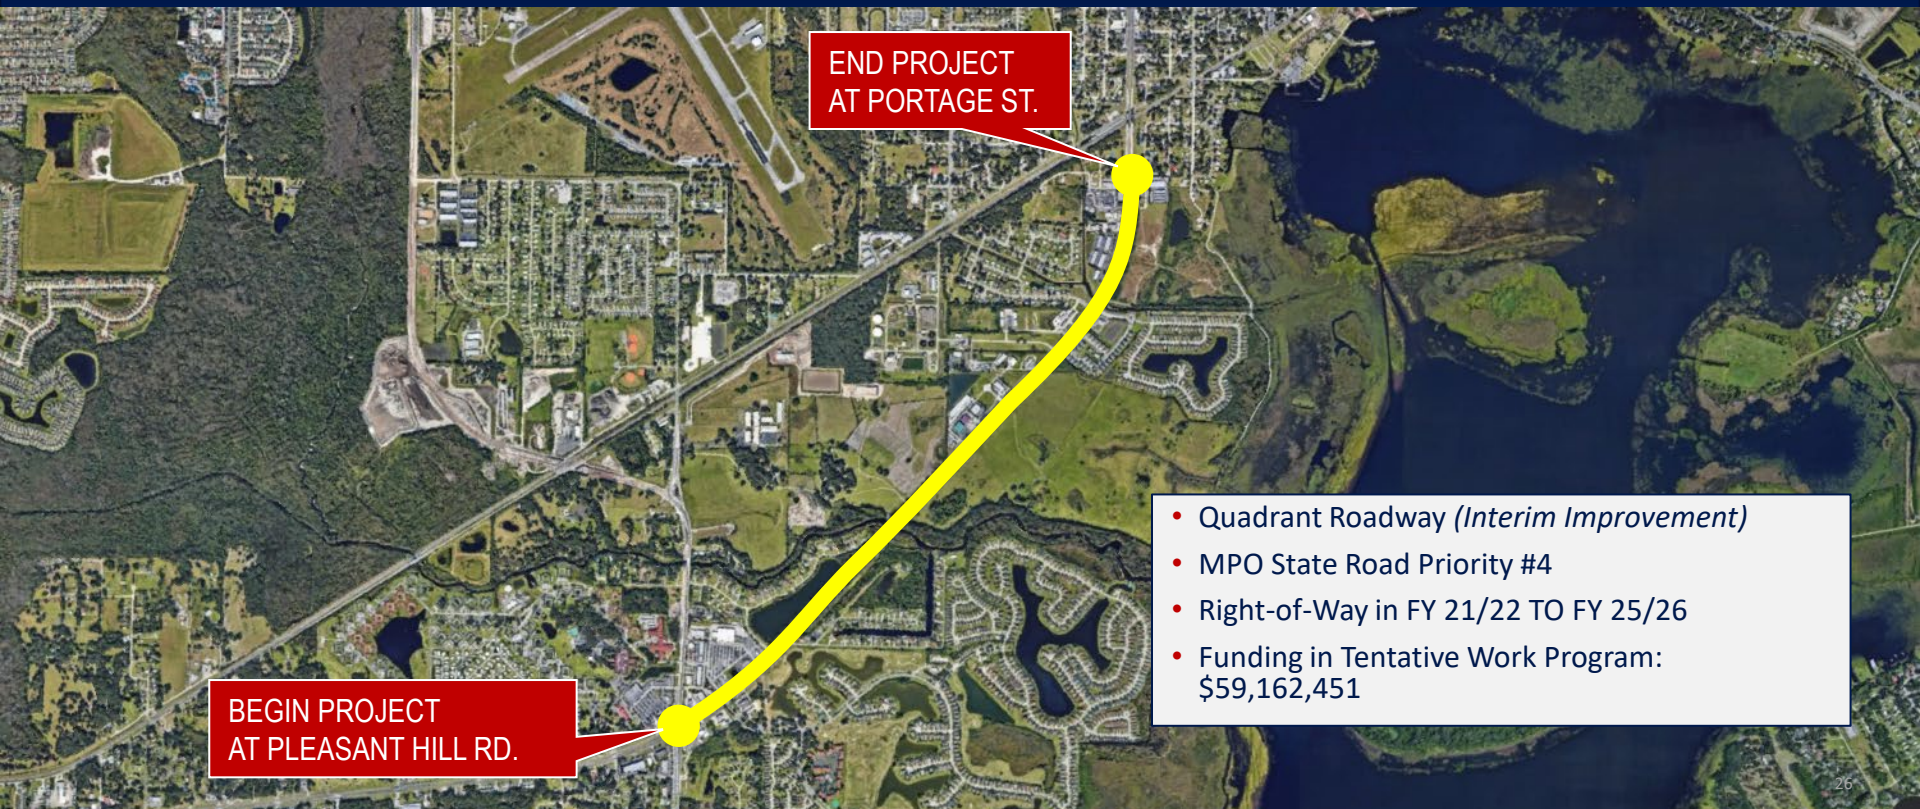 END PROJECT
AT PORTAGE ST.
BEGIN PROJECT
AT PLEASANT HILL RD.
• Quadrant Roadway (Interim Improvement)
• MPO State Road Priority #4
• Right-of-Way in FY 21/22 TO FY 25/26
• Funding in Tentative Work Program:
$59,162,451
26